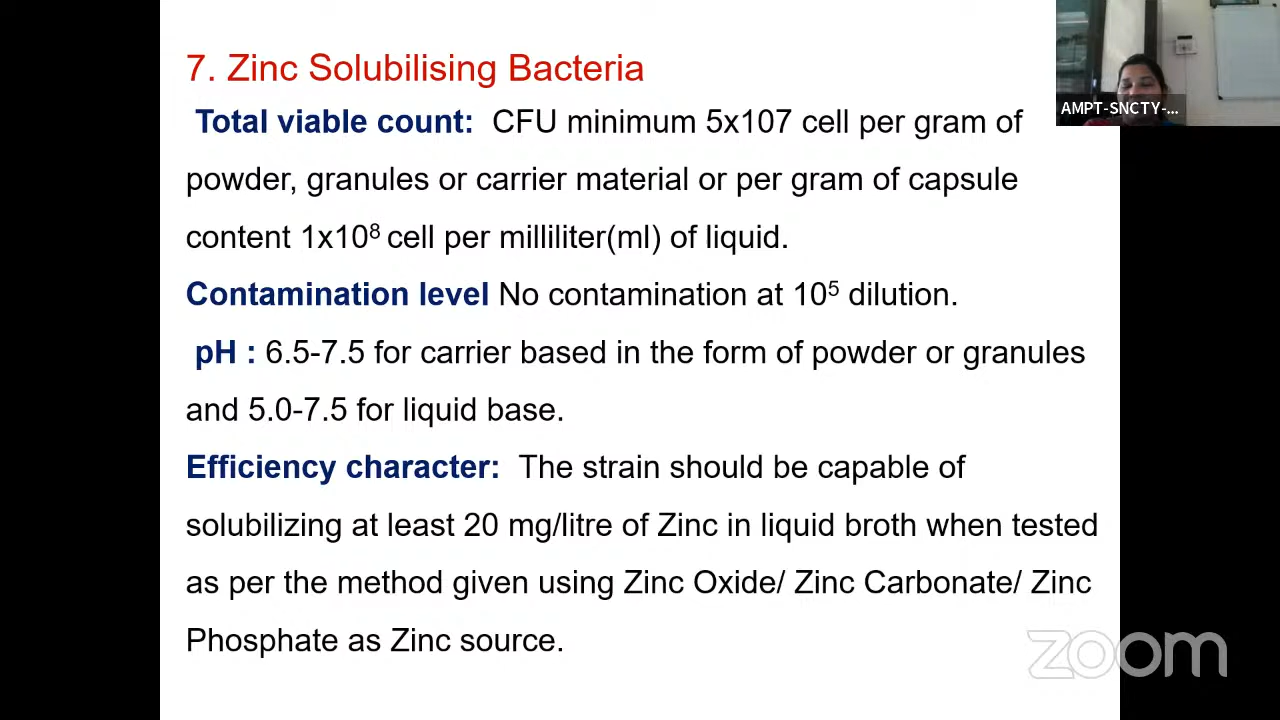 7. Zinc Solubilising Bacteria
Total viable count: CFU minimum 5x107 cell per gram of
powder, granules or carrier material or per gram of capsule
content 1x10⁸ cell per milliliter(ml) of liquid.
Contamination level No contamination at 10⁵ dilution.
pH : 6.5-7.5 for carrier based in the form of powder or granules
and 5.0-7.5 for liquid base.
Efficiency character: The strain should be capable of
solubilizing at least 20 mg/litre of Zinc in liquid broth when tested
as per the method given using Zinc Oxide/ Zinc Carbonate/ Zinc
Phosphate as Zinc source.
AMPT-SNCTY-...
zoom